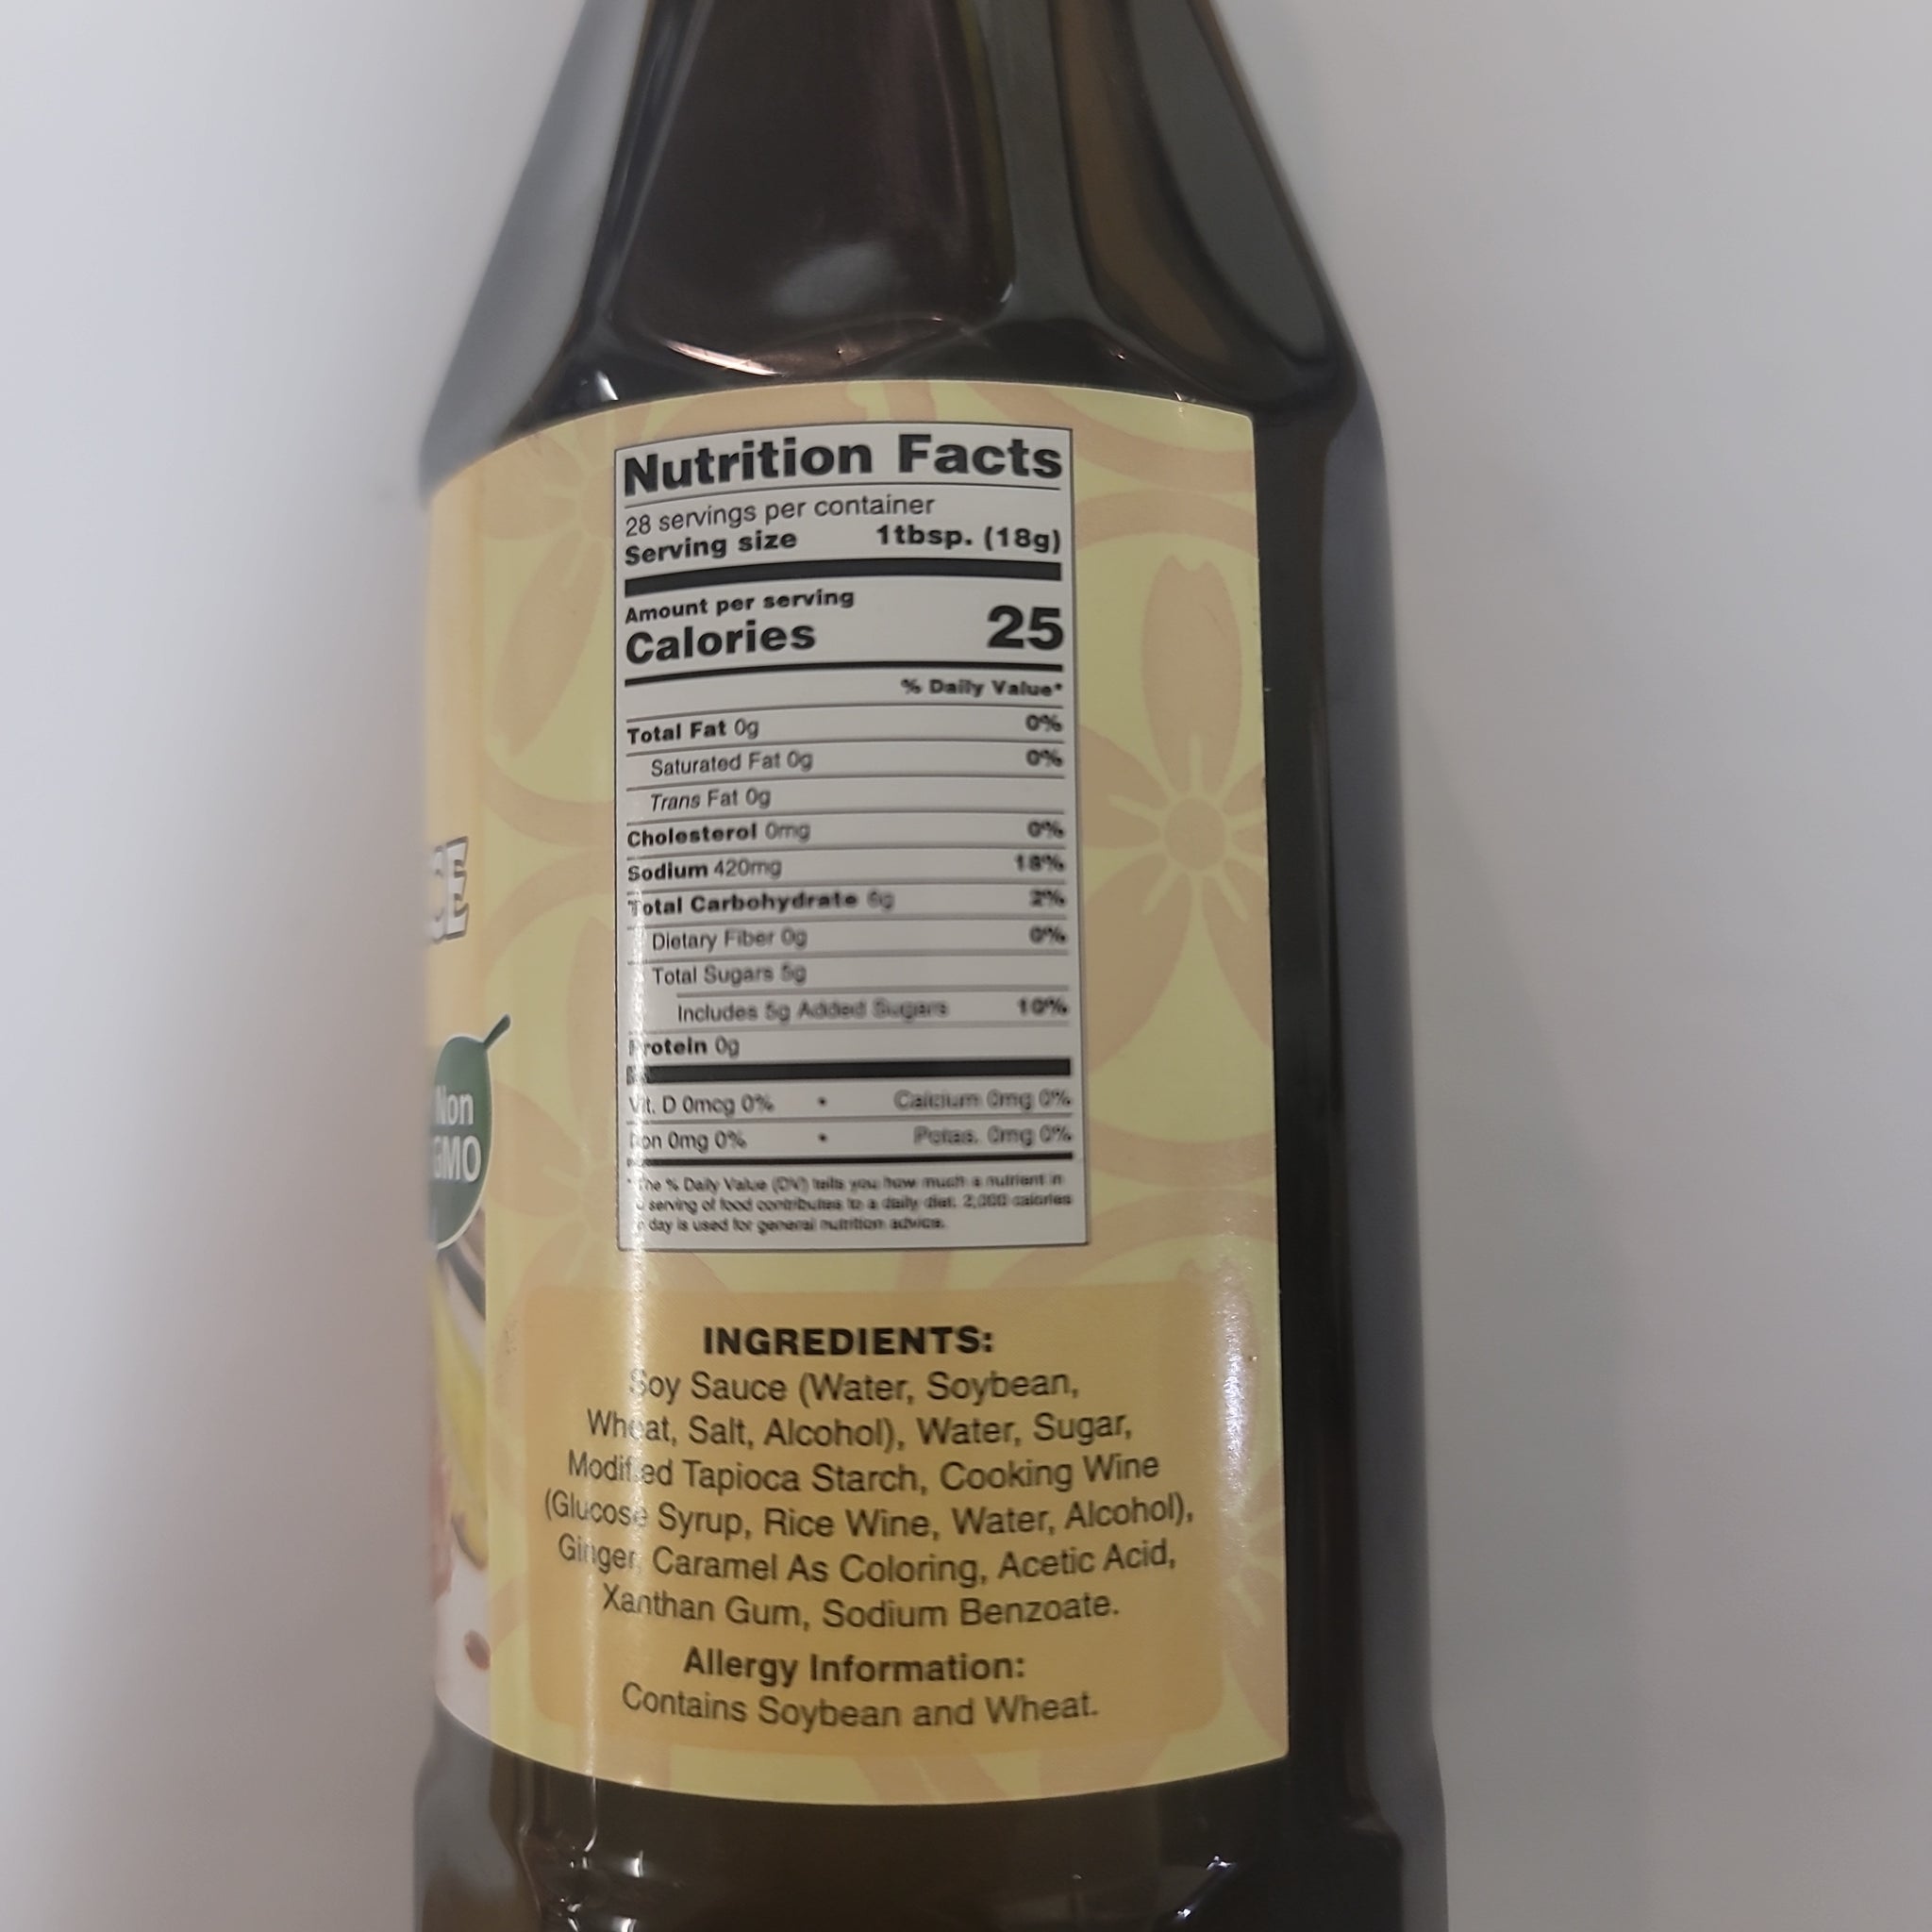 Nutrition Facts
28 servings per container
Serving size 1tbsp. (18g)
Amount per serving
Calories 25
% Daily Value*
Total Fat 0g 0%
Saturated Fat 0g 0%
Trans Fat 0g
Cholesterol 0mg 0%
Sodium 420mg 18%
Total Carbohydrate 6g 2%
Dietary Fiber 0g 0%
Total Sugars 5g
Includes 5g Added Sugars 10%
Protein 0g
Vit. D 0mcg 0% • Calcium 0mg 0%
Iron 0mg 0% • Potas. 0mg 0%
* The % Daily Value (DV) tells you how much a nutrient in
a serving of food contributes to a daily diet. 2,000 calories
a day is used for general nutrition advice.
CE
Non
GMO
INGREDIENTS:
Soy Sauce (Water, Soybean,
Wheat, Salt, Alcohol), Water, Sugar,
Modified Tapioca Starch, Cooking Wine
(Glucose Syrup, Rice Wine, Water, Alcohol),
Ginger, Caramel As Coloring, Acetic Acid,
Xanthan Gum, Sodium Benzoate.
Allergy Information:
Contains Soybean and Wheat.